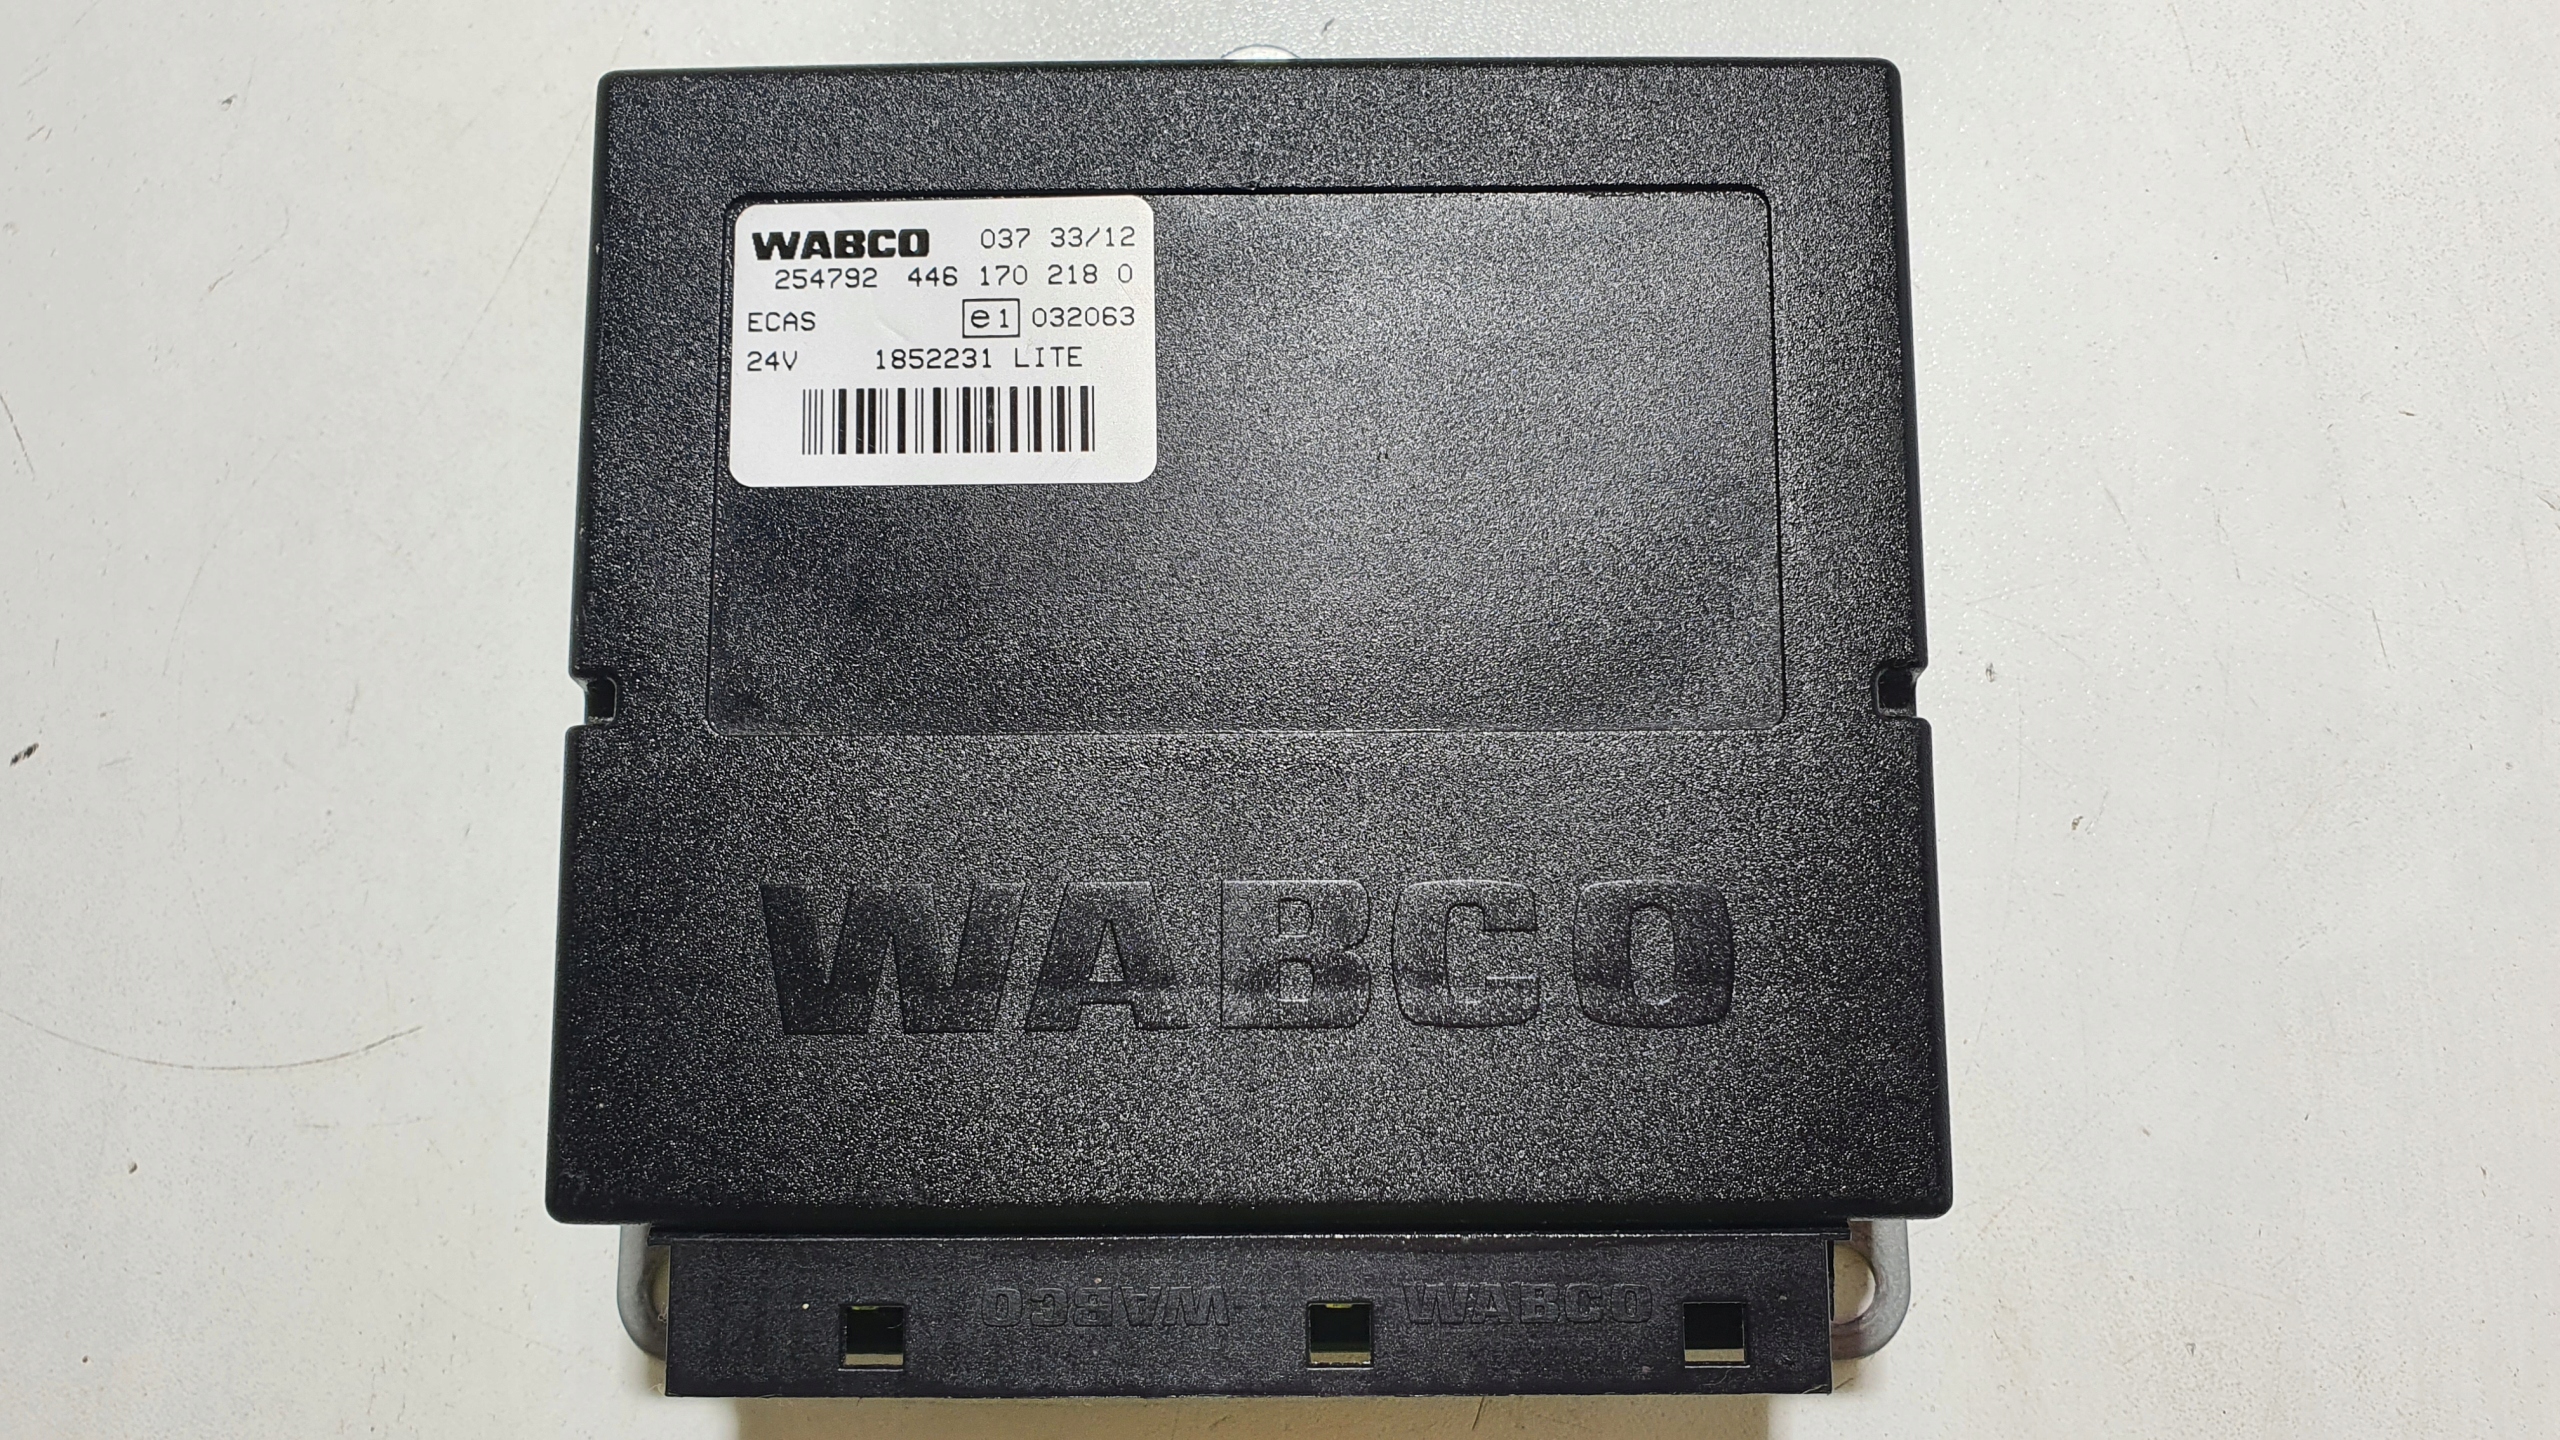 WABCO 037 33/12
254792 446 170 218 0
ECAS e1 032063
24V 1852231 LITE
WABCO
WABCO WABCO